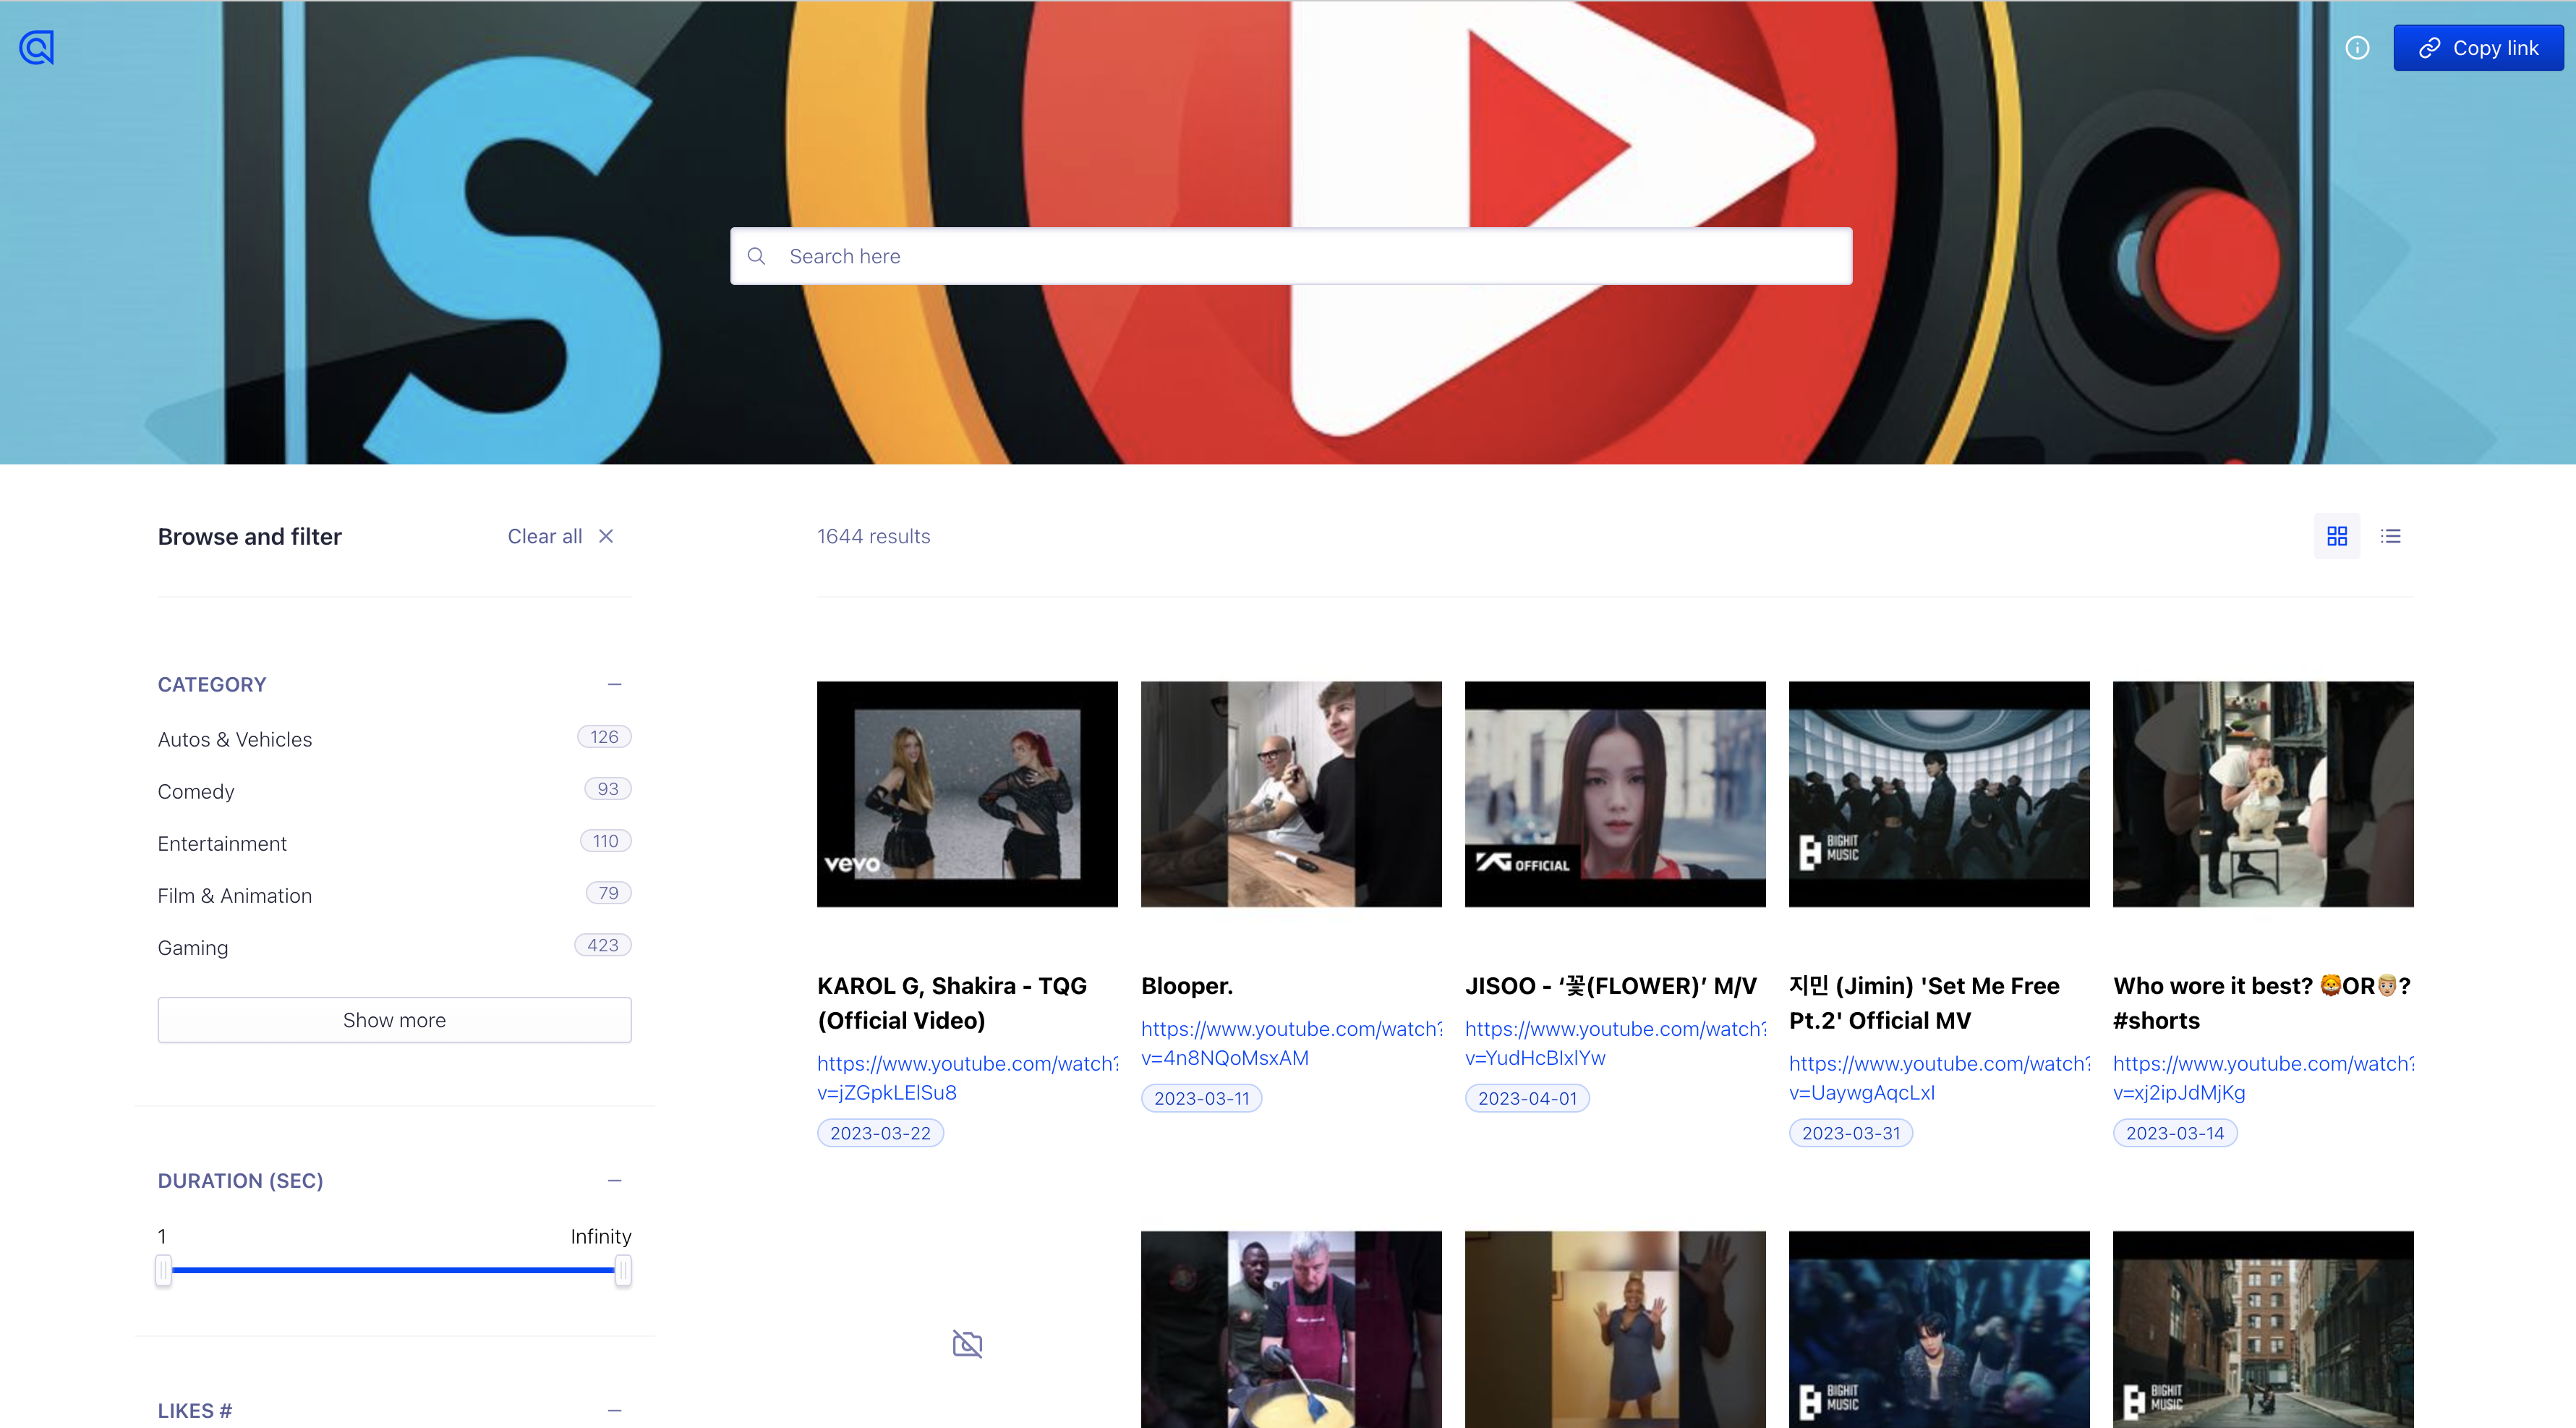 S
Copy link
Search here
Browse and filter
Clear all
1644 results
CATEGORY
Autos & Vehicles 126
Comedy 93
Entertainment 110
Film & Animation 79
Gaming 423
Show more
DURATION (SEC)
1 Infinity
LIKES #
vevo
YG OFFICIAL
BIGHIT
MUSIC
KAROL G, Shakira - TQG
(Official Video)
https://www.youtube.com/watch?
v=jZGpkLElSu8
2023-03-22
Blooper.
https://www.youtube.com/watch?
v=4n8NQoMsxAM
2023-03-11
JISOO - ‘꽃(FLOWER)’ M/V
https://www.youtube.com/watch?
v=YudHcBIxlYw
2023-04-01
지민 (Jimin) 'Set Me Free
Pt.2' Official MV
https://www.youtube.com/watch?
v=UaywgAqcLxI
2023-03-31
Who wore it best? 🦁OR👨🏼?
#shorts
https://www.youtube.com/watch?
v=xj2ipJdMjKg
2023-03-14
BIGHIT
MUSIC
BIGHIT
MUSIC